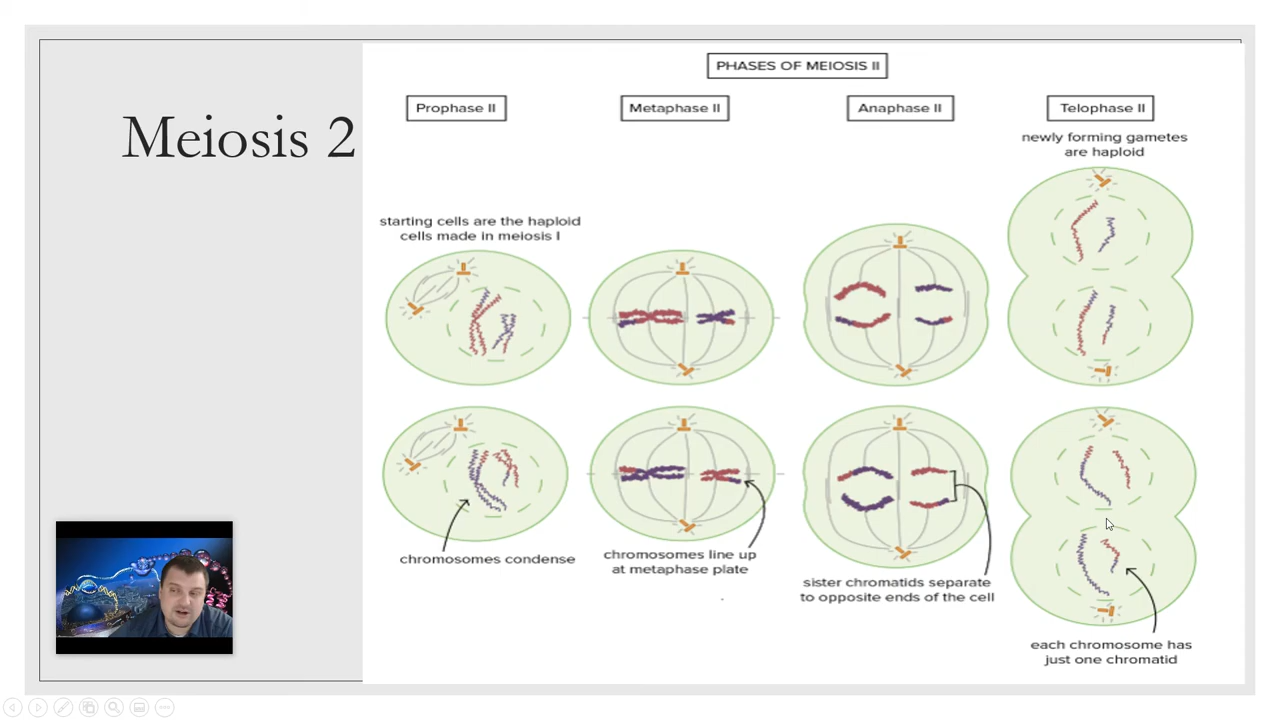 Meiosis 2
PHASES OF MEIOSIS II
Prophase II
Metaphase II
Anaphase II
Telophase II
newly forming gametes
are haploid
starting cells are the haploid
cells made in meiosis I
chromosomes condense
chromosomes line up
at metaphase plate
sister chromatids separate
to opposite ends of the cell
each chromosome has
just one chromatid